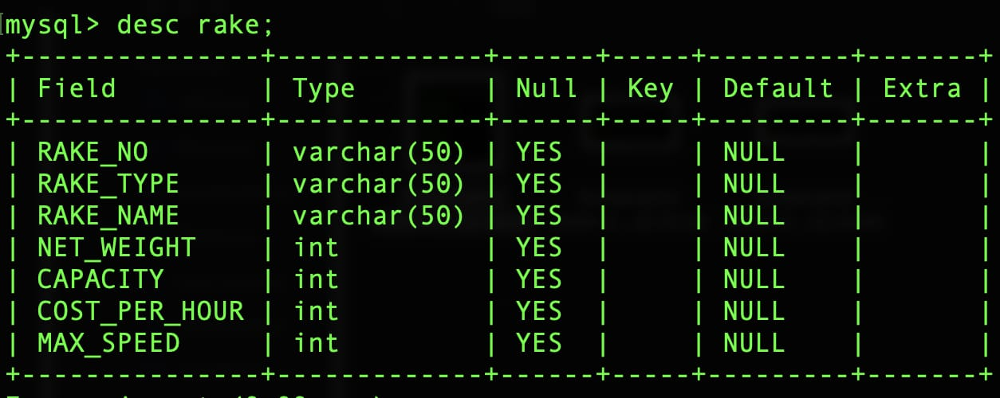 mysql> desc rake;
+---------------+-------------+------+-----+---------+-------+
| Field         | Type        | Null | Key | Default | Extra |
+---------------+-------------+------+-----+---------+-------+
| RAKE_NO       | varchar(50) | YES  |     | NULL    |       |
| RAKE_TYPE     | varchar(50) | YES  |     | NULL    |       |
| RAKE_NAME     | varchar(50) | YES  |     | NULL    |       |
| NET_WEIGHT    | int         | YES  |     | NULL    |       |
| CAPACITY      | int         | YES  |     | NULL    |       |
| COST_PER_HOUR | int         | YES  |     | NULL    |       |
| MAX_SPEED     | int         | YES  |     | NULL    |       |
+---------------+-------------+------+-----+---------+-------+